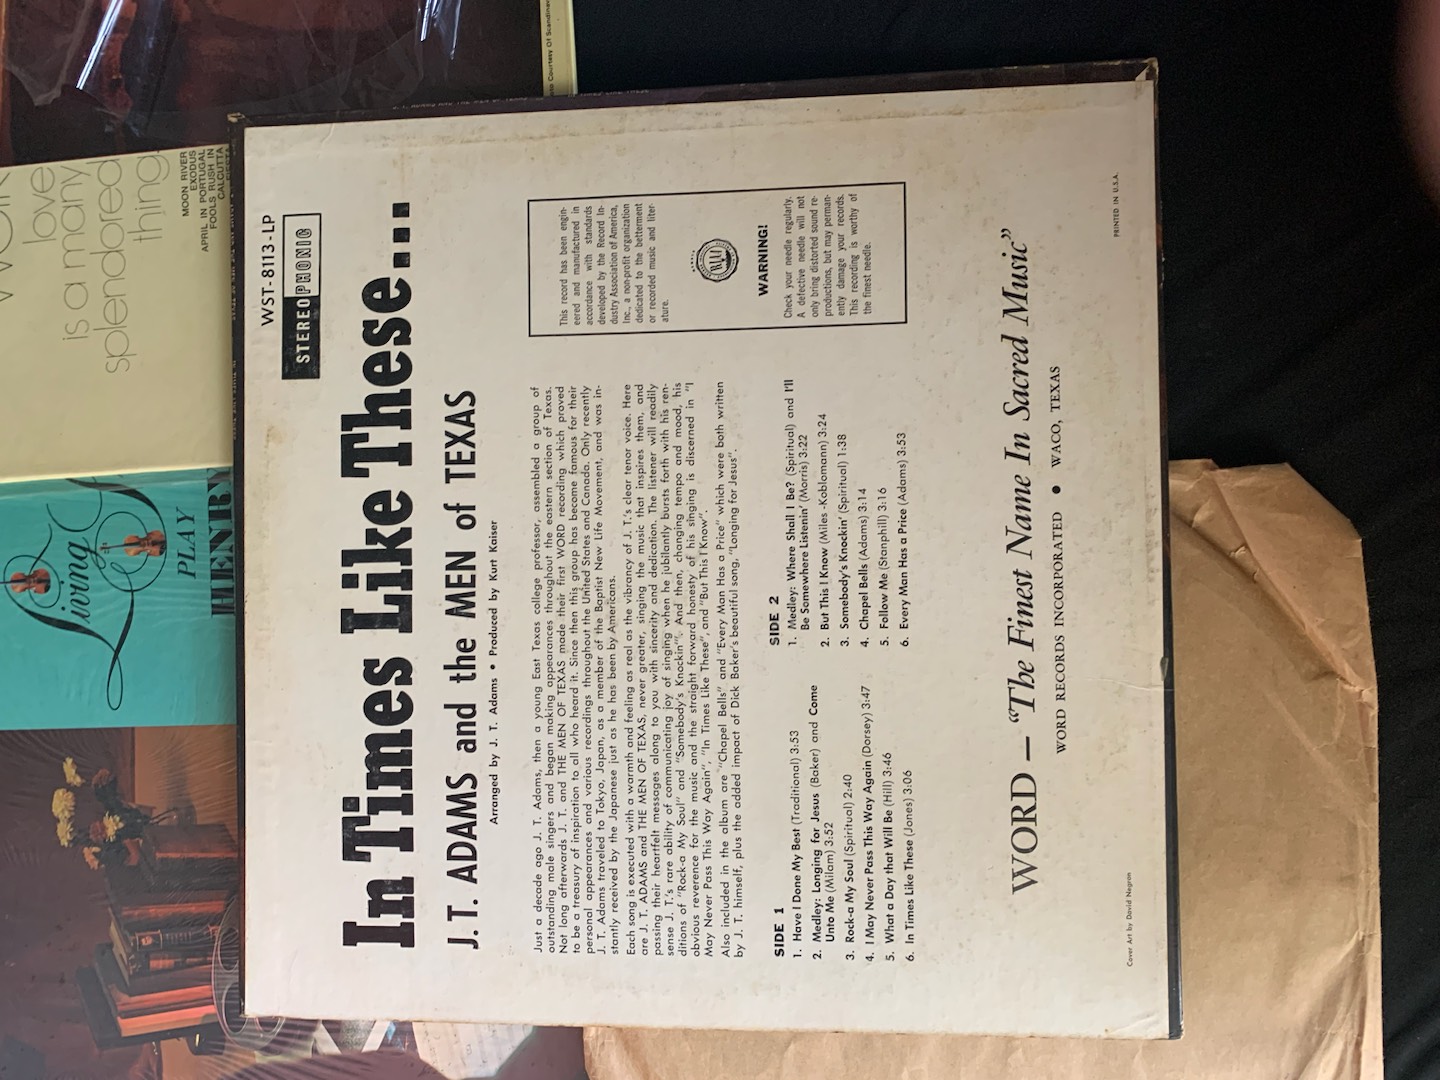 WST-8113-LP
STEREOPHONIC
In Times Like These...
J. T. ADAMS and the MEN of TEXAS
Arranged by J. T. Adams • Produced by Kurt Kaiser
Just a decade ago J. T. Adams, then a young East Texas college professor, assembled a group of
outstanding male singers and began making appearances throughout the eastern section of Texas.
Not long afterwards J. T. and THE MEN OF TEXAS made their first WORD recording which proved
to be a treasury of inspiration to all who heard it. Since then this group has become famous for their
personal appearances and various recordings throughout the United States and Canada. Only recently
J. T. Adams traveled to Tokyo, Japan, as a member of the Baptist New Life Movement, and was in-
stantly received by the Japanese just as he has been by Americans.
Each song is executed with a warmth and feeling as real as the vibrancy of J. T.'s clear tenor voice. Here
are J. T. ADAMS and THE MEN OF TEXAS, never greater, singing the music that inspires them, and
passing their heartfelt messages along to you with sincerity and dedication. The listener will readily
sense J. T.'s rare ability of communicating joy of singing when he jubilantly bursts forth with his ren-
ditions of "Rock-a My Soul" and "Somebody's Knockin'". And then, changing tempo and mood, his
obvious reverence for the music and the straight forward honesty of his singing is discerned in "I
May Never Pass This Way Again", "In Times Like These", and "But This I Know".
Also included in the album are "Chapel Bells" and "Every Man Has a Price" which were both written
by J. T. himself, plus the added impact of Dick Baker's beautiful song, "Longing for Jesus".
This record has been engin-
eered and manufactured in
accordance with standards
developed by the Record In-
dustry Association of America,
Inc., a non-profit organization
dedicated to the betterment
or recorded music and liter-
ature.
RIAA
WARNING!
Check your needle regularly.
A defective needle will not
only bring distorted sound re-
productions, but may perman-
ently damage your records.
This recording is worthy of
the finest needle.
SIDE 1
1. Have I Done My Best (Traditional) 3:53
2. Medley: Longing for Jesus (Baker) and Come
Unto Me (Milam) 3:52
3. Rock-a My Soul (Spiritual) 2:40
4. I May Never Pass This Way Again (Dorsey) 3:47
5. What a Day that Will Be (Hill) 3:46
6. In Times Like These (Jones) 3:06
SIDE 2
1. Medley: Where Shall I Be? (Spiritual) and I'll
Be Somewhere Listenin' (Morris) 3:22
2. But This I Know (Miles -Koblomann) 3:24
3. Somebody's Knockin' (Spiritual) 1:38
4. Chapel Bells (Adams) 3:14
5. Follow Me (Stanphill) 3:16
6. Every Man Has a Price (Adams) 3:53
WORD — "The Finest Name In Sacred Music"
WORD RECORDS INCORPORATED • WACO, TEXAS
Cover Art by David Negrón
PRINTED IN U.S.A.
love
is a many
splendored
thing
MOON RIVER
EXODUS
APRIL IN PORTUGAL
FOOLS RUSH IN
CALCUTTA
Living
PLAY
HENRY
Courtesy Of